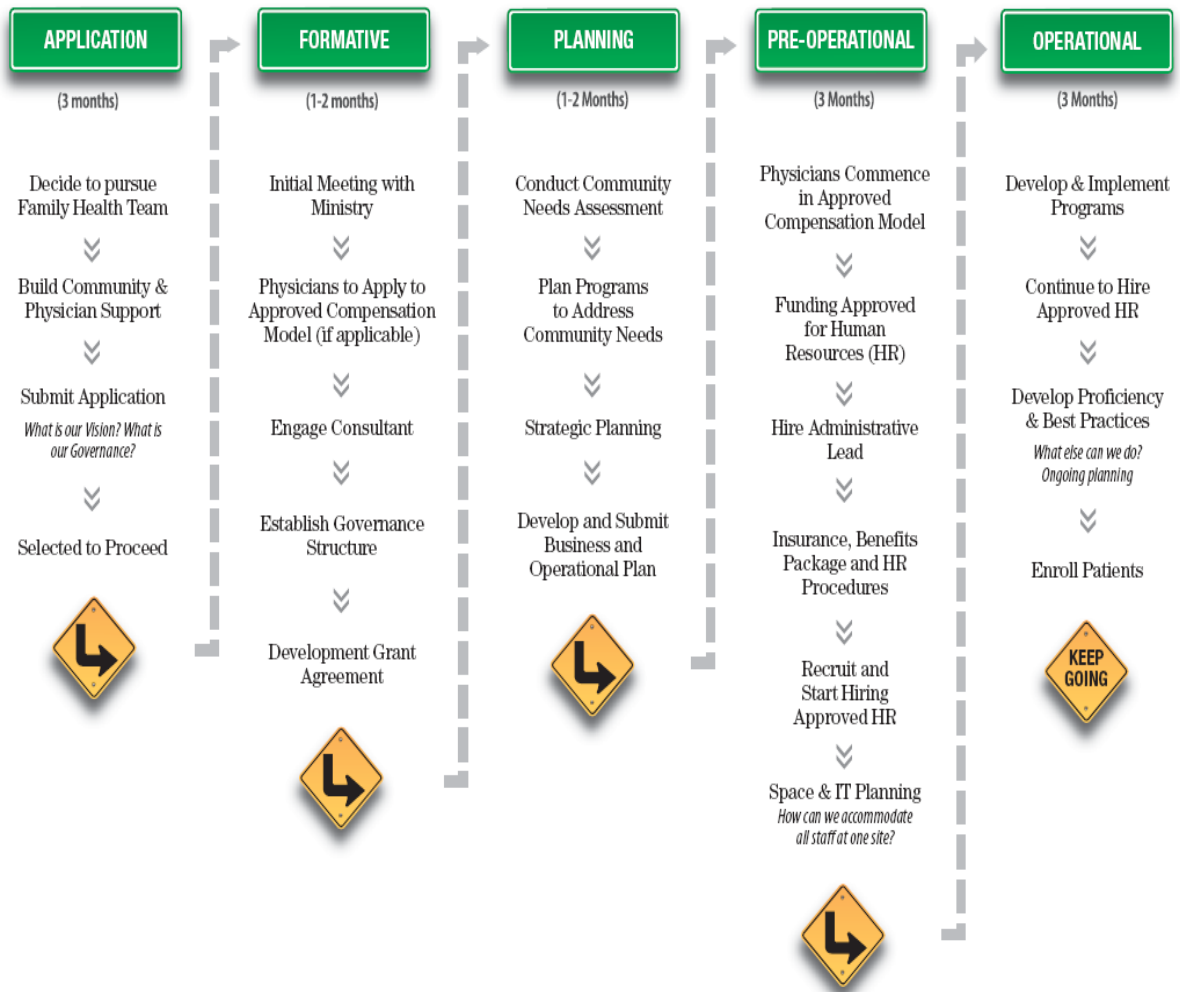 APPLICATION
(3 months)
Decide to pursue
Family Health Team
Build Community &
Physician Support
Submit Application
What is our Vision? What is
our Governance?
Selected to Proceed
FORMATIVE
(1-2 months)
Initial Meeting with
Ministry
Physicians to Apply to
Approved Compensation
Model (if applicable)
Engage Consultant
Establish Governance
Structure
Development Grant
Agreement
PLANNING
(1-2 Months)
Conduct Community
Needs Assessment
Plan Programs
to Address
Community Needs
Strategic Planning
Develop and Submit
Business and
Operational Plan
PRE-OPERATIONAL
(3 Months)
Physicians Commence
in Approved
Compensation Model
Funding Approved
for Human
Resources (HR)
Hire Administrative
Lead
Insurance, Benefits
Package and HR
Procedures
Recruit and
Start Hiring
Approved HR
Space & IT Planning
How can we accommodate
all staff at one site?
OPERATIONAL
(3 Months)
Develop & Implement
Programs
Continue to Hire
Approved HR
Develop Proficiency
& Best Practices
What else can we do?
Ongoing planning
Enroll Patients
KEEP
GOING